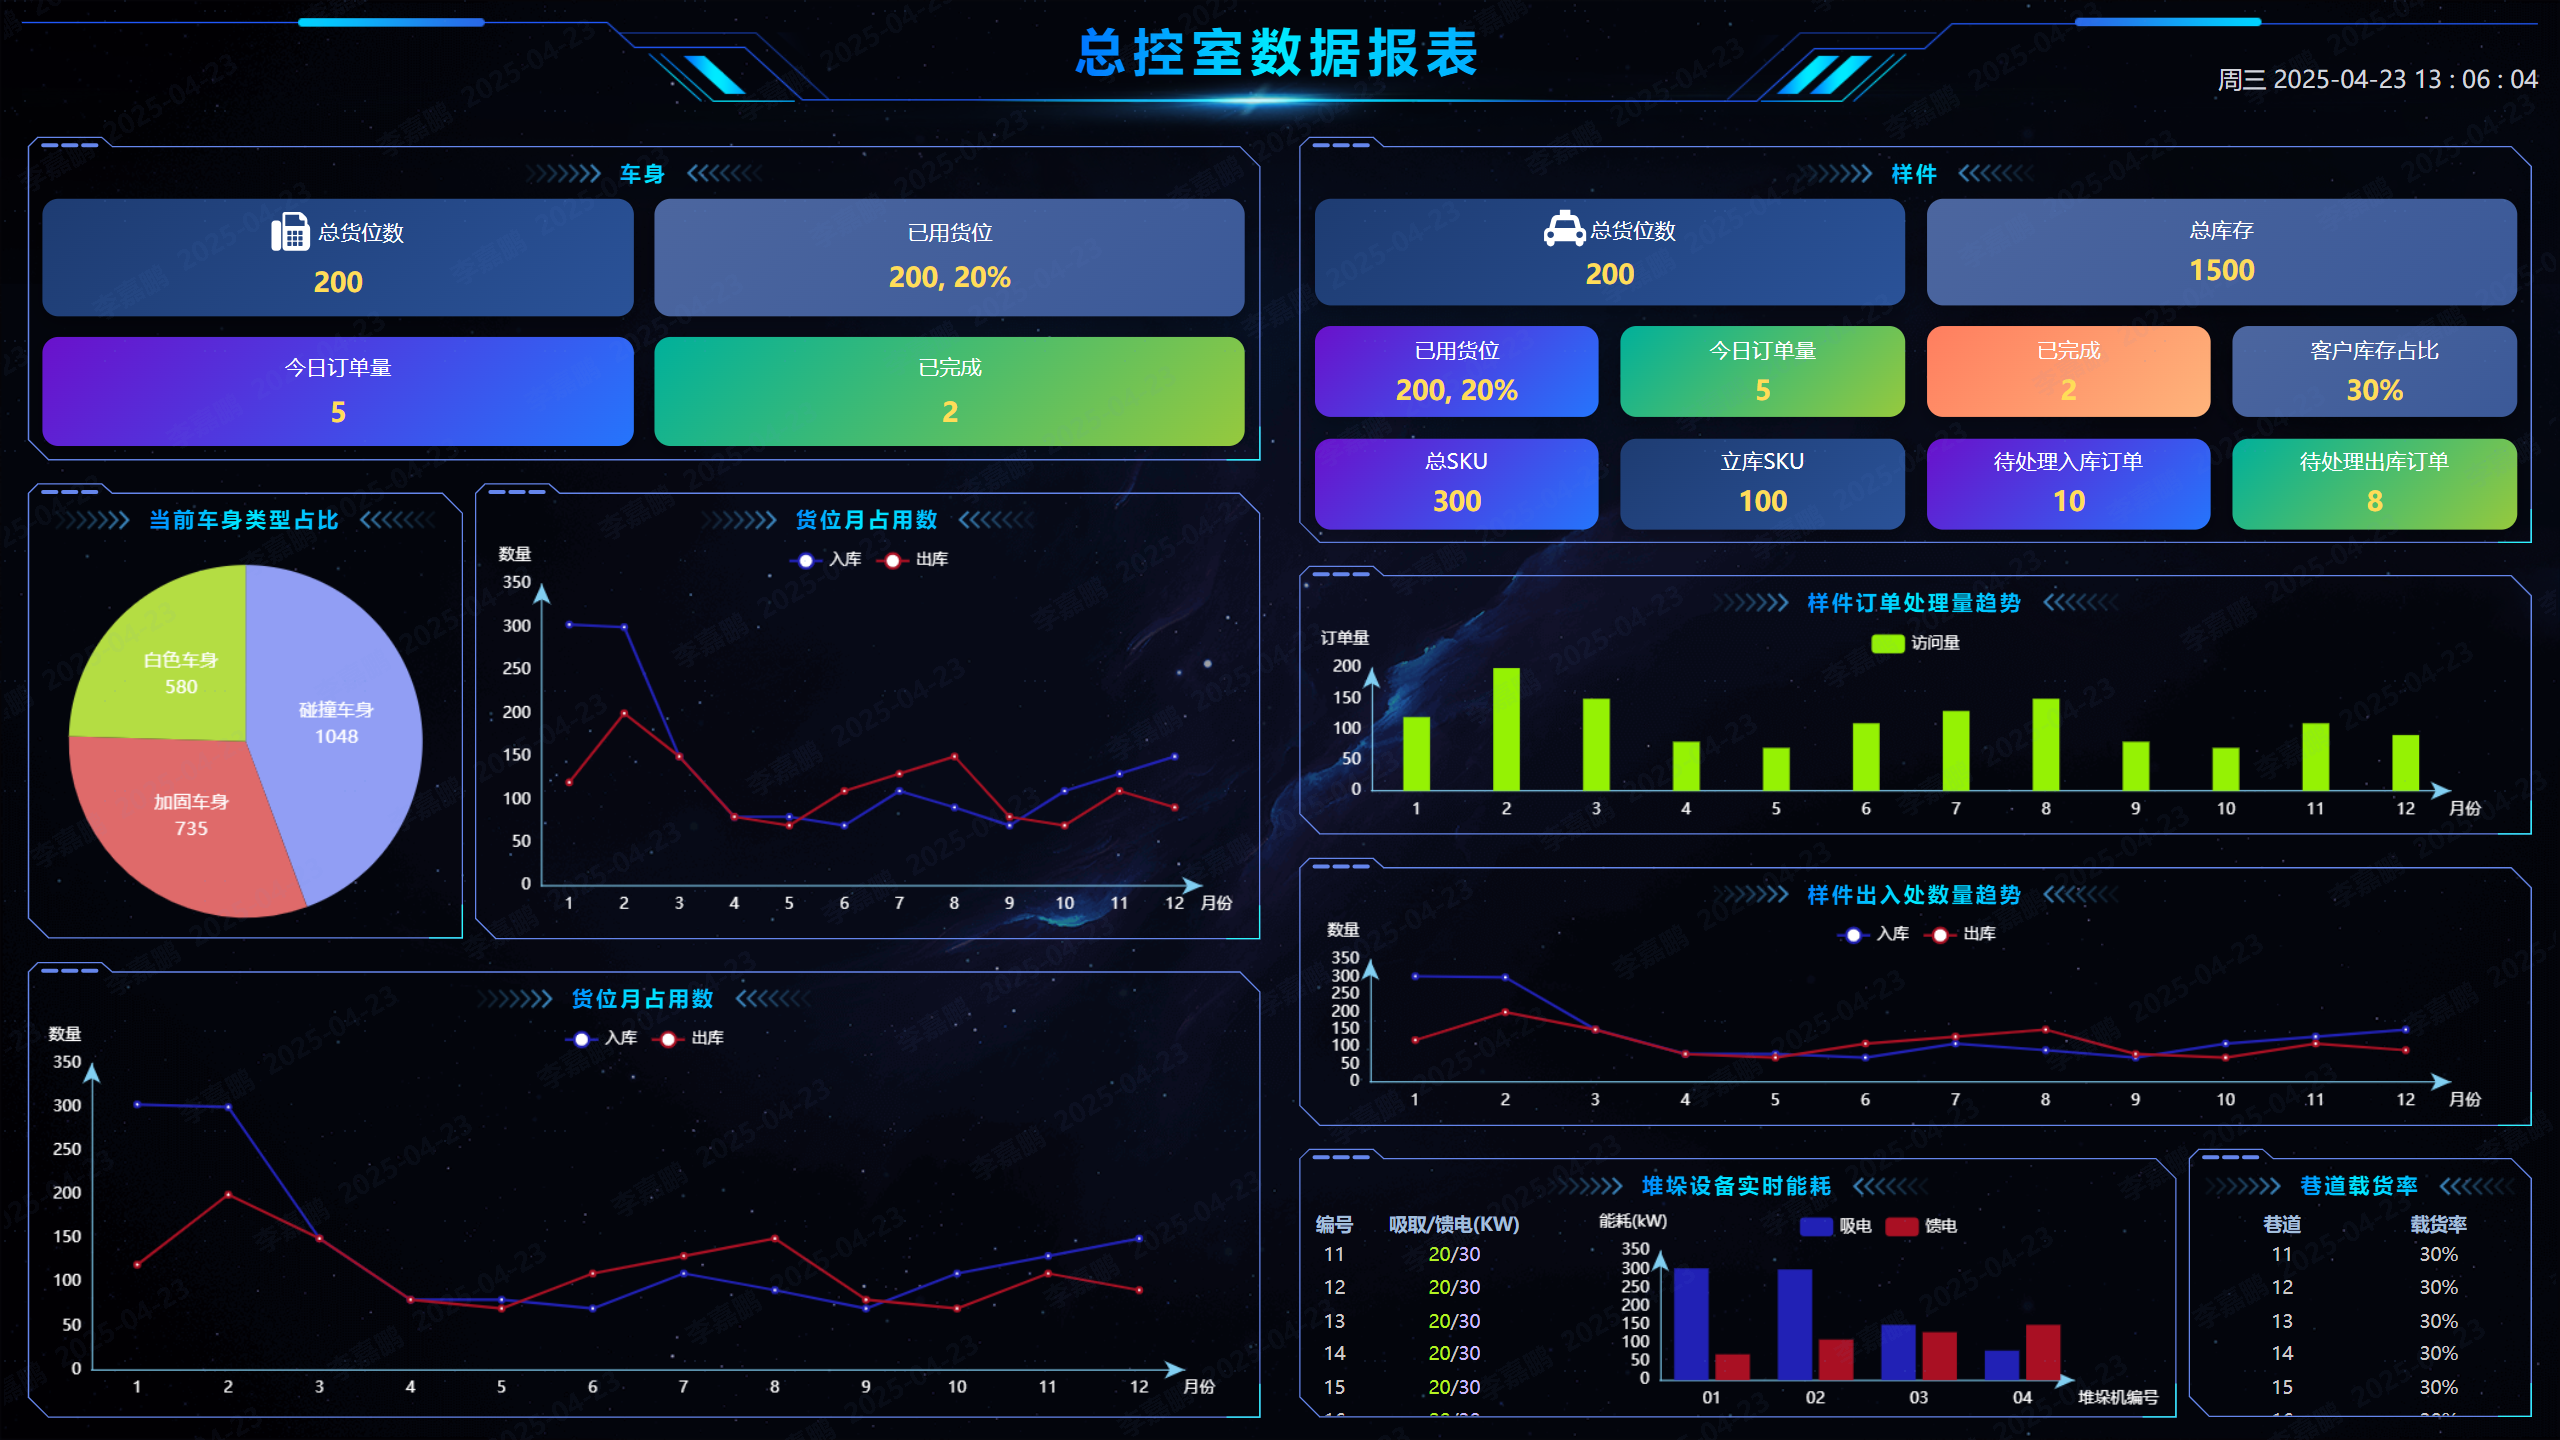 总控室数据报表
周三 2025-04-23 13 : 06 : 04
车身
总货位数
200
已用货位
200, 20%
今日订单量
5
已完成
2
样件
总货位数
200
总库存
1500
已用货位
200, 20%
今日订单量
5
已完成
2
客户库存占比
30%
总SKU
300
立库SKU
100
待处理入库订单
10
待处理出库订单
8
当前车身类型占比
白色车身
580
碰撞车身
1048
加固车身
735
货位月占用数
数量
入库 出库
350
300
250
200
150
100
50
0
1 2 3 4 5 6 7 8 9 10 11 12 月份
样件订单处理量趋势
订单量
访问量
200
150
100
50
0
1 2 3 4 5 6 7 8 9 10 11 12 月份
样件出入处数量趋势
数量
入库 出库
350
300
250
200
150
100
50
0
1 2 3 4 5 6 7 8 9 10 11 12 月份
货位月占用数
数量
入库 出库
350
300
250
200
150
100
50
0
1 2 3 4 5 6 7 8 9 10 11 12 月份
堆垛设备实时能耗
编号 吸取/馈电(KW)
11 20/30
12 20/30
13 20/30
14 20/30
15 20/30
能耗(kW)
吸电 馈电
350
300
250
200
150
100
50
0
01 02 03 04 堆垛机编号
巷道载货率
巷道 载货率
11 30%
12 30%
13 30%
14 30%
15 30%
李嘉鹏 2025-04-23